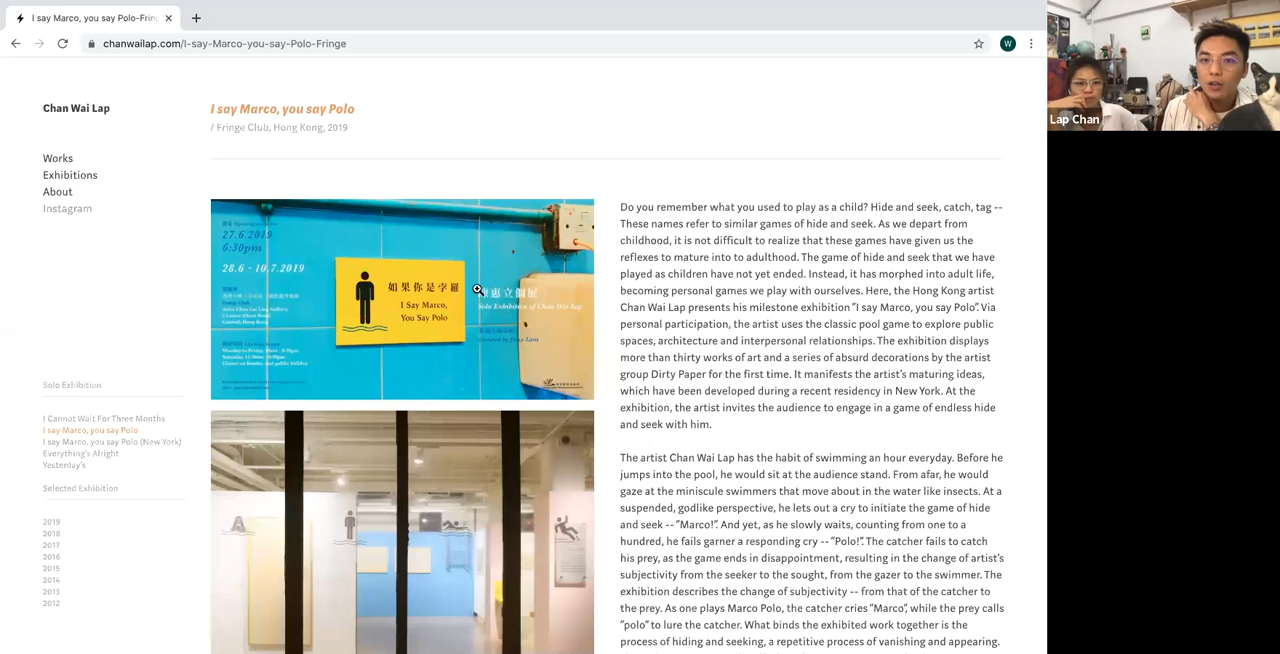 I say Marco, you say Polo-Frin
chanwailap.com/I-say-Marco-you-say-Polo-Fringe
W
Lap Chan
Chan Wai Lap
Works
Exhibitions
About
Instagram
Solo Exhibition
I Cannot Wait For Three Months
I say Marco, you say Polo
I say Marco, you say Polo (New York)
Everything's Alright
Yesterday's
Selected Exhibition
2019
2018
2017
2016
2015
2014
2013
2012
I say Marco, you say Polo
/ Fringe Club, Hong Kong, 2019
27.6.2019
6:30pm
28.6 - 10.7.2019
如果你是孛羅
I Say Marco,
You Say Polo
惠立個展
Solo Exhibition of Chan Wai Lap
A
Do you remember what you used to play as a child? Hide and seek, catch, tag --
These names refer to similar games of hide and seek. As we depart from
childhood, it is not difficult to realize that these games have given us the
reflexes to mature into to adulthood. The game of hide and seek that we have
played as children have not yet ended. Instead, it has morphed into adult life,
becoming personal games we play with ourselves. Here, the Hong Kong artist
Chan Wai Lap presents his milestone exhibition "I say Marco, you say Polo". Via
personal participation, the artist uses the classic pool game to explore public
spaces, architecture and interpersonal relationships. The exhibition displays
more than thirty works of art and a series of absurd decorations by the artist
group Dirty Paper for the first time. It manifests the artist's maturing ideas,
which have been developed during a recent residency in New York. At the
exhibition, the artist invites the audience to engage in a game of endless hide
and seek with him.
The artist Chan Wai Lap has the habit of swimming an hour everyday. Before he
jumps into the pool, he would sit at the audience stand. From afar, he would
gaze at the miniscule swimmers that move about in the water like insects. At a
suspended, godlike perspective, he lets out a cry to initiate the game of hide
and seek -- "Marco!". And yet, as he slowly waits, counting from one to a
hundred, he fails garner a responding cry -- "Polo!". The catcher fails to catch
his prey, as the game ends in disappointment, resulting in the change of artist's
subjectivity from the seeker to the sought, from the gazer to the swimmer. The
exhibition describes the change of subjectivity -- from that of the catcher to
the prey. As one plays Marco Polo, the catcher cries "Marco", while the prey calls
"polo" to lure the catcher. What binds the exhibited work together is the
process of hiding and seeking, a repetitive process of vanishing and appearing.